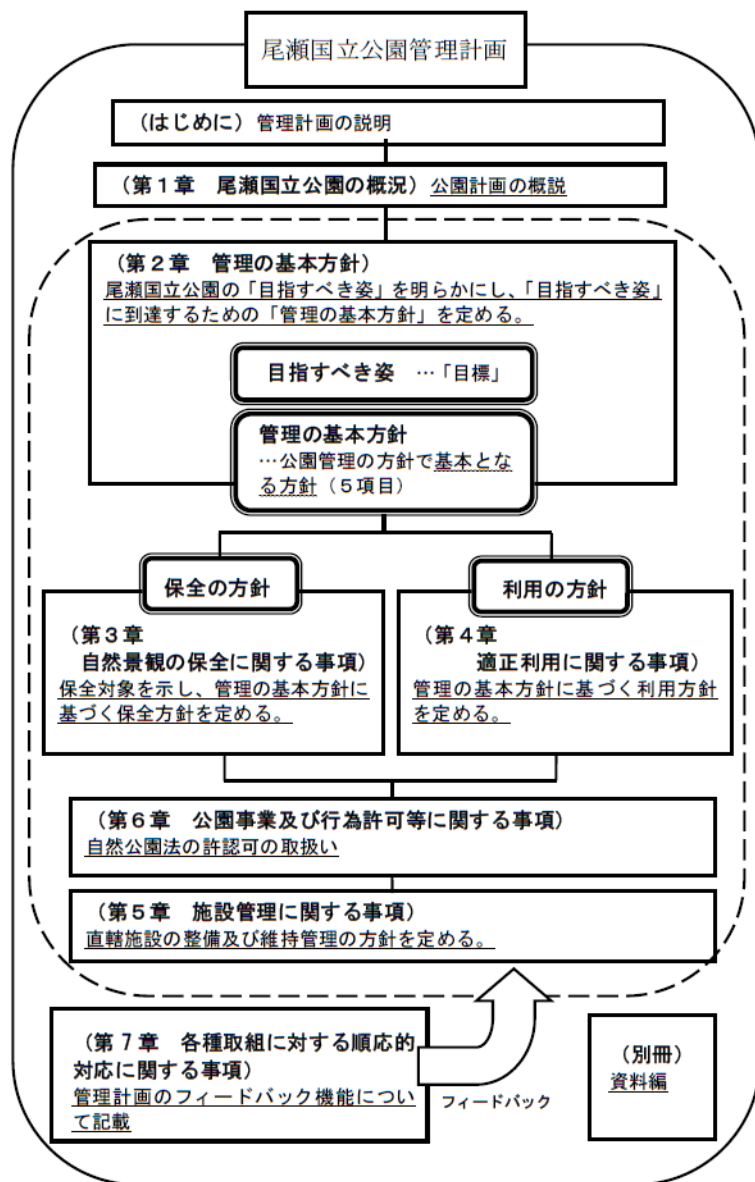 尾瀬国立公園管理計画
（はじめに）管理計画の説明
（第１章　尾瀬国立公園の概況）公園計画の概説
（第２章　管理の基本方針）
尾瀬国立公園の「目指すべき姿」を明らかにし、「目指すべき姿」
に到達するための「管理の基本方針」を定める。
目指すべき姿　…「目標」
管理の基本方針
…公園管理の方針で基本とな
る方針（５項目）
保全の方針
利用の方針
（第３章
自然景観の保全に関する事項）
保全対象を示し、管理の基本方針に
基づく保全方針を定める。
（第４章
適正利用に関する事項）
管理の基本方針に基づく利用方針
を定める。
（第６章　公園事業及び行為許可等に関する事項）
自然公園法の許認可の取扱い
（第５章　施設管理に関する事項）
直轄施設の整備及び維持管理の方針を定める。
（第７章　各種取組に対する順応的
対応に関する事項）
管理計画のフィードバック機能につい
て記載
フィードバック
（別冊）
資料編